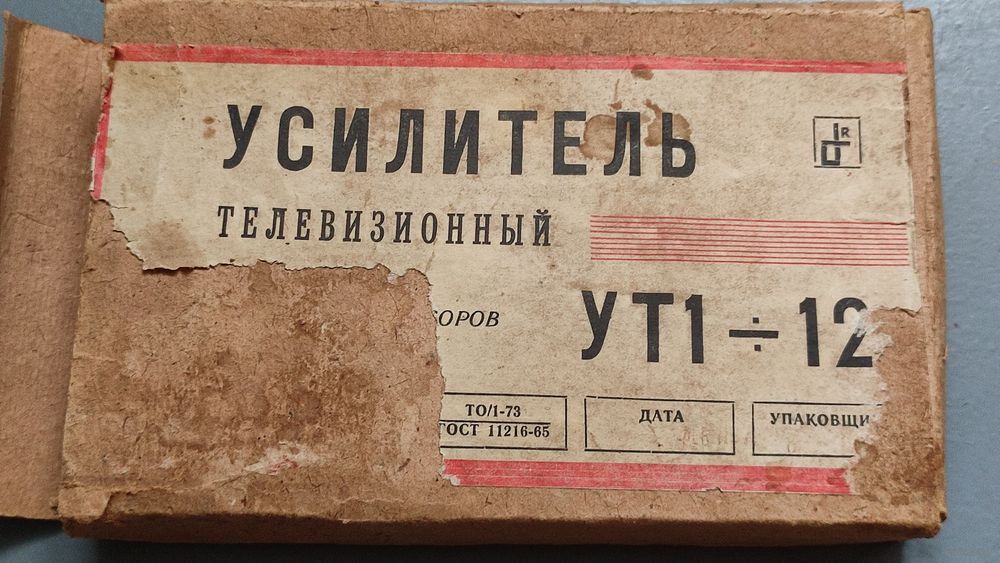 УСИЛИТЕЛЬ
ТЕЛЕВИЗИОННЫЙ
ОРОВ
УТ1 ÷ 12
ТО/1-73
ГОСТ 11216-65
ДАТА
УПАКОВЩИ